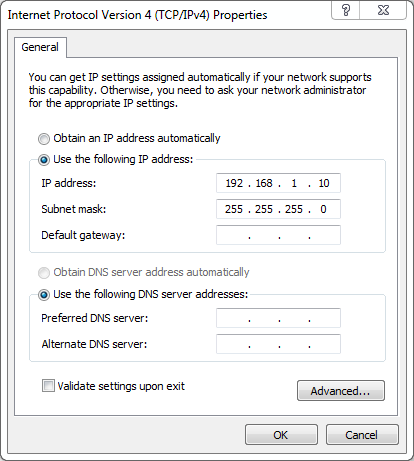 Internet Protocol Version 4 (TCP/IPv4) Properties
General
You can get IP settings assigned automatically if your network supports
this capability. Otherwise, you need to ask your network administrator
for the appropriate IP settings.
Obtain an IP address automatically
Use the following IP address:
IP address: 192 . 168 . 1 . 10
Subnet mask: 255 . 255 . 255 . 0
Default gateway: . . .
Obtain DNS server address automatically
Use the following DNS server addresses:
Preferred DNS server: . . .
Alternate DNS server: . . .
Validate settings upon exit
Advanced...
OK Cancel